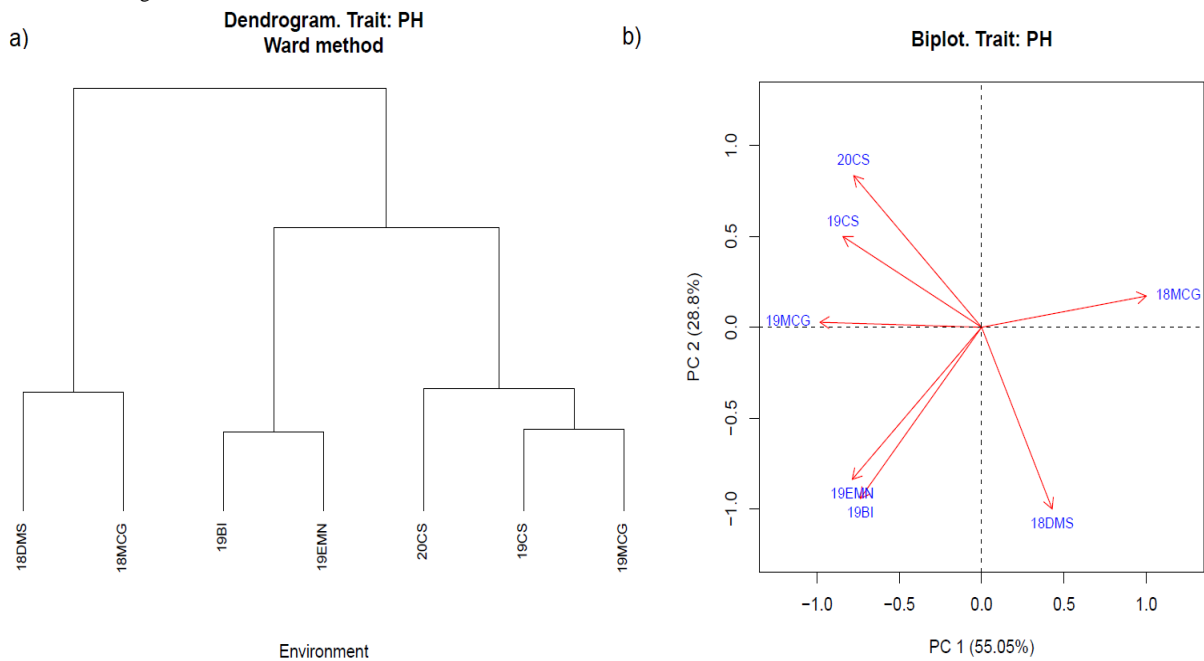 a)
Dendrogram. Trait: PH
Ward method
18DMS
18MCG
19BI
19EMN
20CS
19CS
19MCG
Environment
b)
Biplot. Trait: PH
PC 2 (28.8%)
1.0
0.5
0.0
−0.5
−1.0
20CS
19CS
18MCG
19MCG
19EMN
19BI
18DMS
−1.0
−0.5
0.0
0.5
1.0
PC 1 (55.05%)